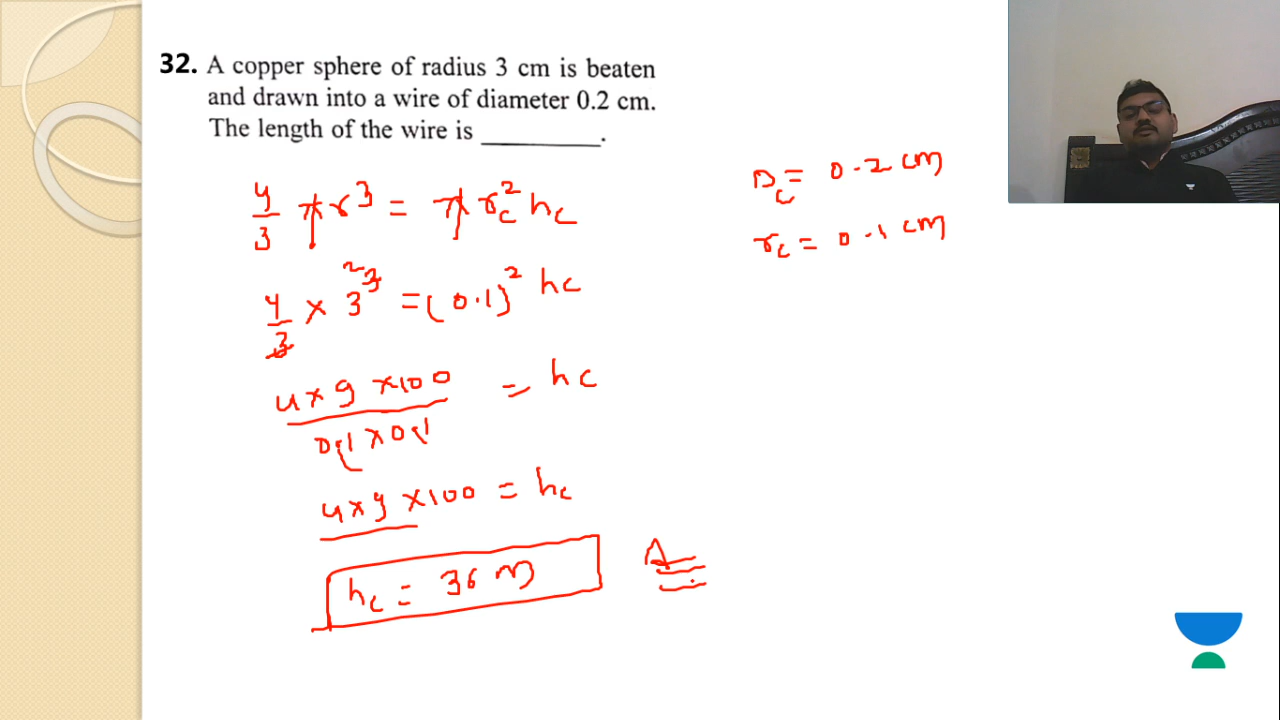 32. A copper sphere of radius 3 cm is beaten
and drawn into a wire of diameter 0.2 cm.
The length of the wire is ________.
4/3 πr³ = π r_c² h_c
D_c = 0.2 cm
r_c = 0.1 cm
4/3 × 3³ 2 = (0.1)² h_c
4×9×100 / 0.1×0.1 = h_c
4×9×100 = h_c
h_c = 36 m
A